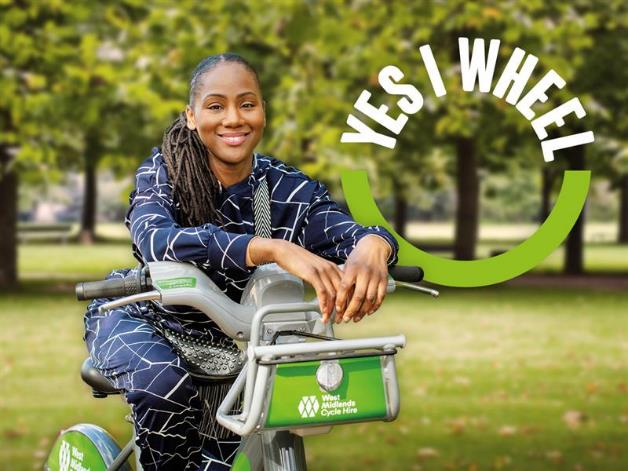 YES I WHEEL
West
Midlands
Cycle Hire